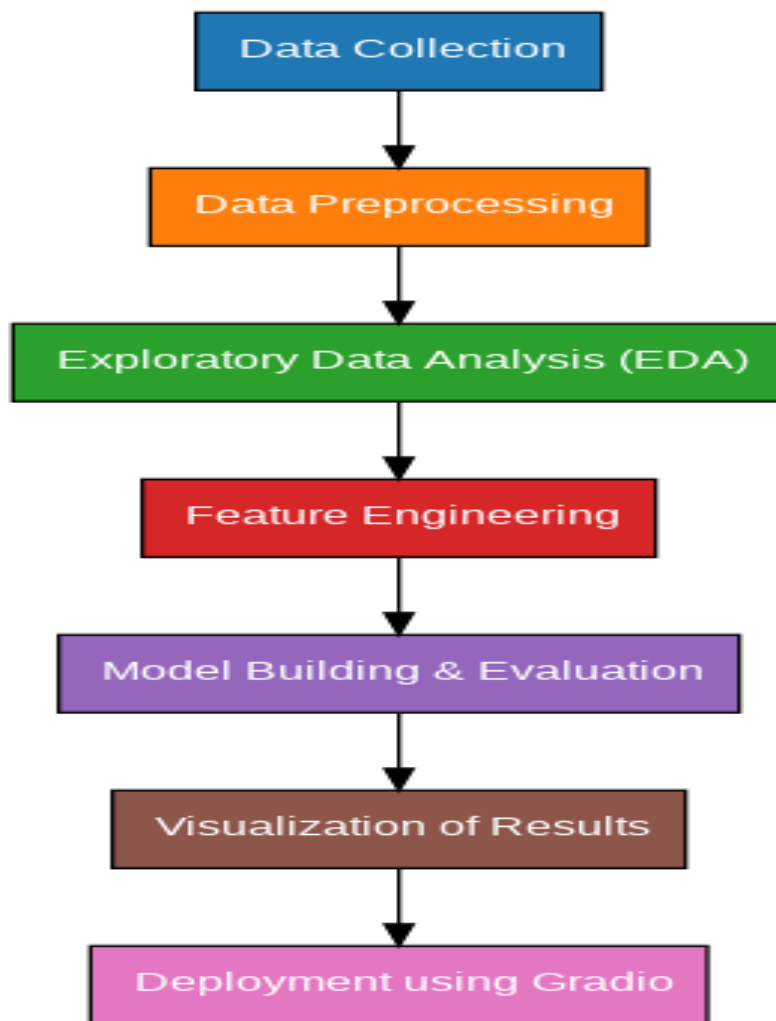 Data Collection
Data Preprocessing
Exploratory Data Analysis (EDA)
Feature Engineering
Model Building & Evaluation
Visualization of Results
Deployment using Gradio